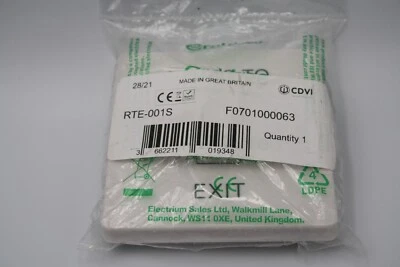 28/21
MADE IN GREAT BRITAIN
CE
CDVI
RTE-001S
F0701000063
3 662211 019348
Quantity 1
EXIT
4
LDPE
Electrium Sales Ltd, Walkmill Lane,
Cannock, WS11 0XE, United Kingdom.